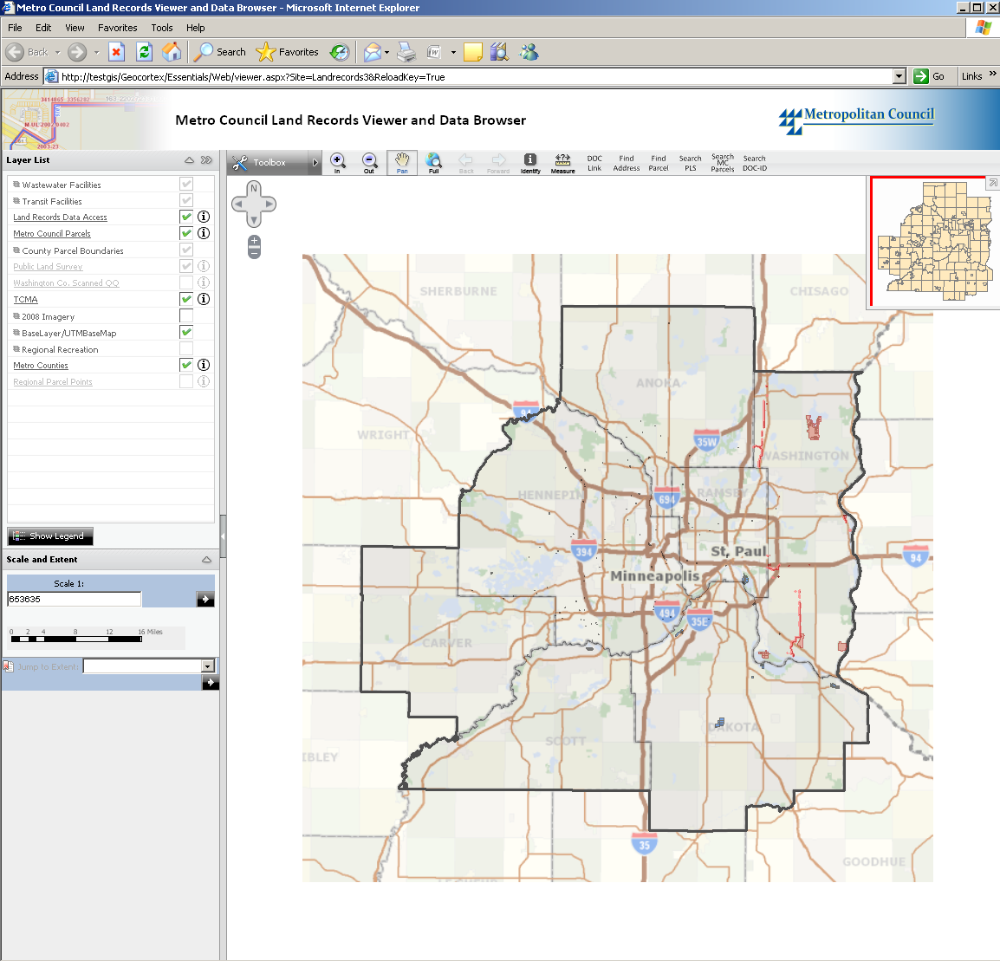 Metro Council Land Records Viewer and Data Browser - Microsoft Internet Explorer
File Edit View Favorites Tools Help
Back Search Favorites
Address http://testgis/Geocortex/Essentials/Web/viewer.aspx?Site=Landrecords3&ReloadKey=True Go Links »
3414865 3356202
M-UL 2002-0402
2003-23
Metro Council Land Records Viewer and Data Browser
Metropolitan Council
Layer List
Toolbox
In Out Pan Full Back Forward Identify Measure
DOC Link
Find Address
Find Parcel
Search PLS
Search MC Parcels
Search DOC-ID
Wastewater Facilities
Transit Facilities
Land Records Data Access
Metro Council Parcels
County Parcel Boundaries
Public Land Survey
Washington Co. Scanned QQ
TCMA
2008 Imagery
BaseLayer/UTMBaseMap
Regional Recreation
Metro Counties
Regional Parcel Points
Show Legend
Scale and Extent
Scale 1:
653635
0 2 4 8 12 16 Miles
Jump to Extent:
N
SHERBURNE
CHISAGO
ANOKA
94
WRIGHT
35W
WASHINGTON
HENNEPIN
694
RAMSEY
394
St. Paul
94
Minneapolis
494
35E
CARVER
DAKOTA
SCOTT
IBLEY
35
GOODHUE